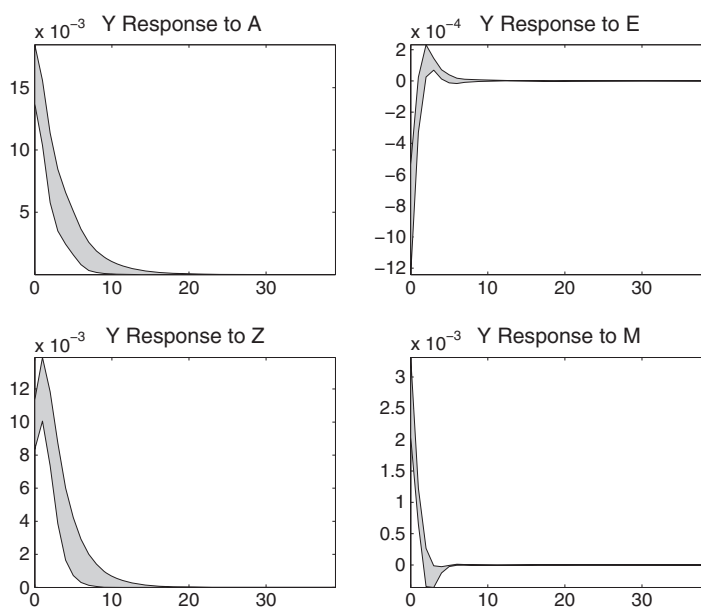 Y Response to A
x 10⁻³
15
10
5
0 10 20 30
Y Response to E
x 10⁻⁴
2
0
−2
−4
−6
−8
−10
−12
0 10 20 30
Y Response to Z
x 10⁻³
12
10
8
6
4
2
0
0 10 20 30
Y Response to M
x 10⁻³
3
2.5
2
1.5
1
0.5
0
0 10 20 30